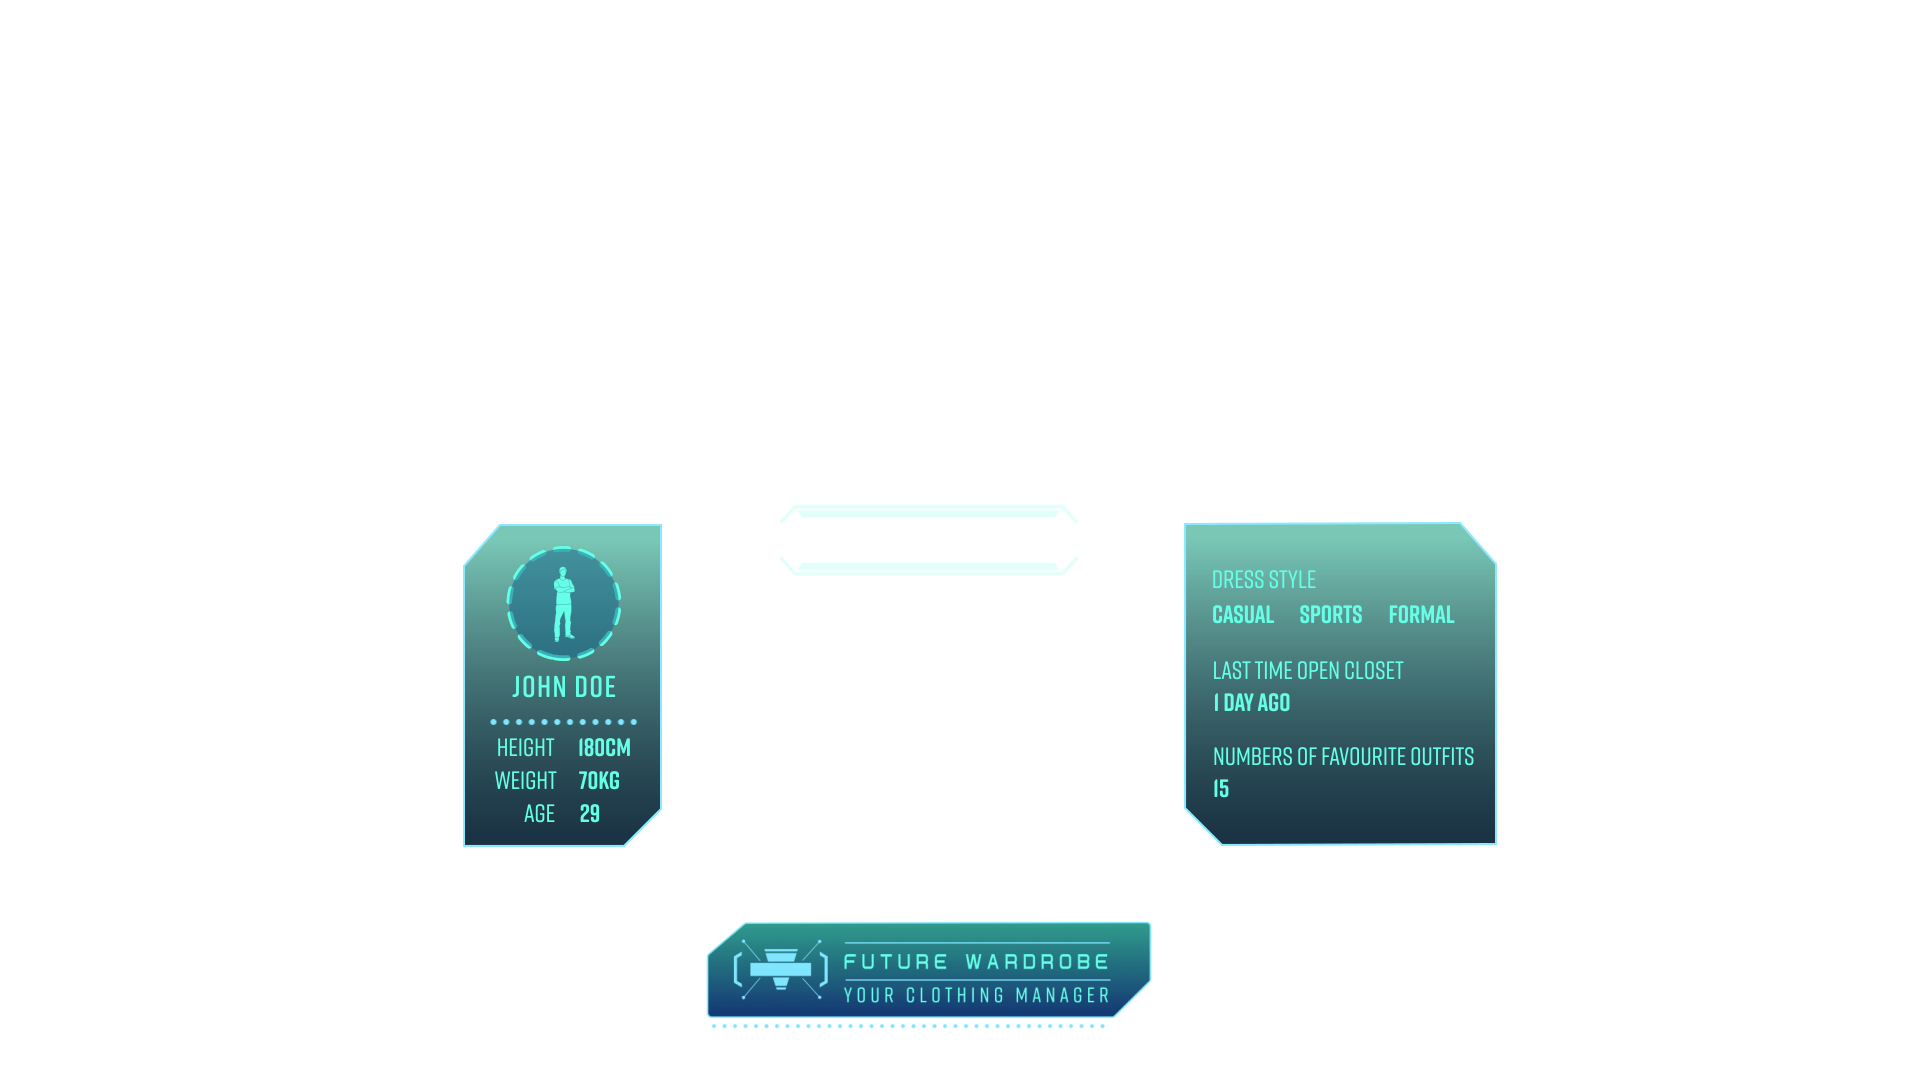 JOHN DOE
HEIGHT 180CM
WEIGHT 70KG
AGE 29
DRESS STYLE
CASUAL SPORTS FORMAL
LAST TIME OPEN CLOSET
1 DAY AGO
NUMBERS OF FAVOURITE OUTFITS
15
FUTURE WARDROBE
YOUR CLOTHING MANAGER